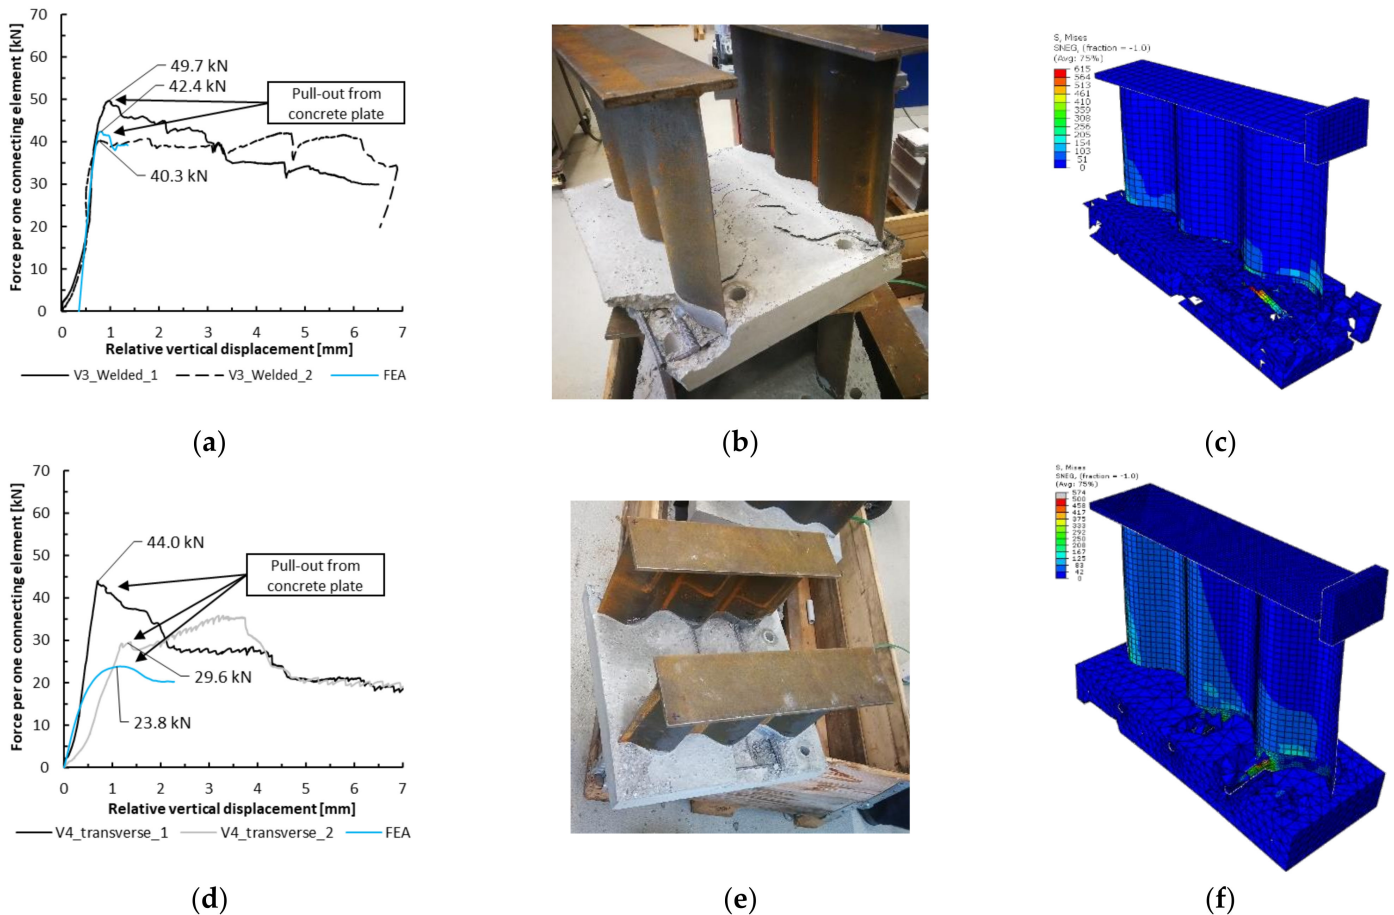 70
60
50
40
30
20
10
0
Force per one connecting element [kN]
49.7 kN
42.4 kN
Pull-out from
concrete plate
40.3 kN
0 1 2 3 4 5 6 7
Relative vertical displacement [mm]
V3_Welded_1 V3_Welded_2 FEA
(a)
(b)
S, Mises
SNEG, (fraction = -1.0)
(Avg: 75%)
615
564
513
461
410
359
308
256
205
154
103
51
0
(c)
70
60
50
40
30
20
10
0
Force per one connecting element [kN]
44.0 kN
Pull-out from
concrete plate
29.6 kN
23.8 kN
0 1 2 3 4 5 6 7
Relative vertical displacement [mm]
V4_transverse_1 V4_transverse_2 FEA
(d)
(e)
S, Mises
SNEG, (fraction = -1.0)
(Avg: 75%)
574
500
458
417
375
333
292
250
208
167
125
83
42
0
(f)